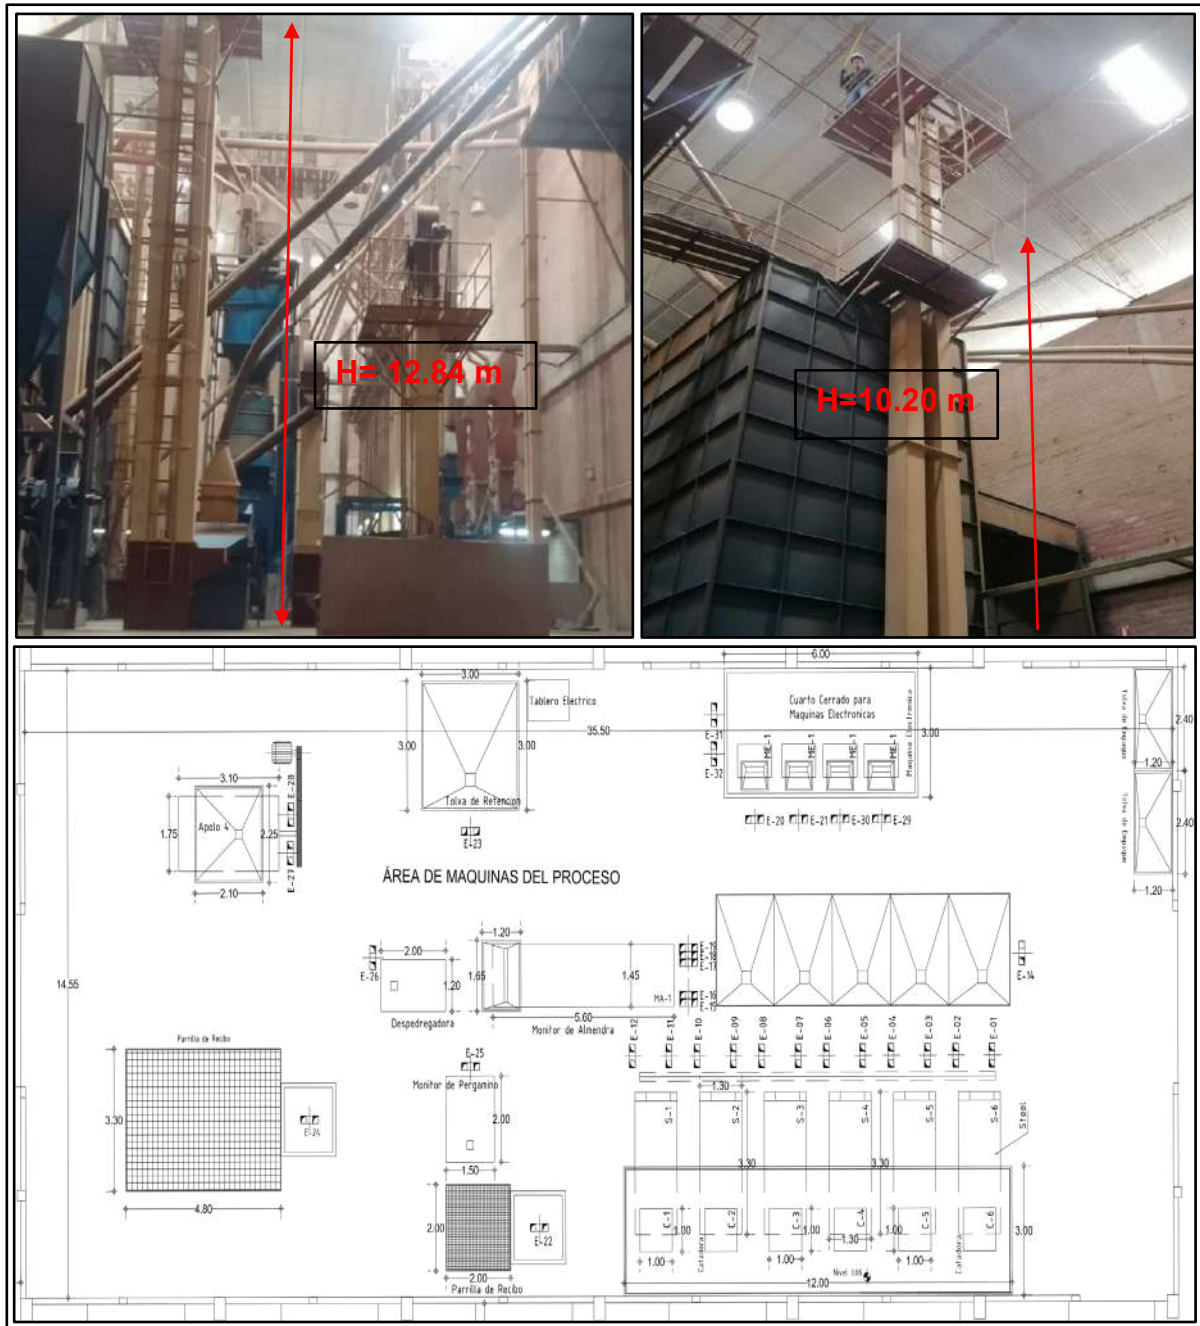 H= 12.84 m
H=10.20 m
3.00
Tablero Electrico
6.00
Cuarto Cerrado para
Maquinas Electronicas
Maquina Electronica
3.00
E-31
E-32
ME-1
ME-1
ME-1
ME-1
Tolva de Empaque
2.40
1.20
35.50
3.00
3.00
Tolva de Retencion
E-23
E-20
E-21
E-30
E-29
Tolva de Empaque
2.40
1.20
3.10
E-28
Apolo 4
1.75
2.25
E-27
2.10
ÁREA DE MAQUINAS DEL PROCESO
14.55
E-26
2.00
1.20
Despedregadora
1.20
1.65
1.45
MA-1
5.60
Monitor de Almendra
E-17
E-16
E-14
E-12
E-11
E-10
E-09
E-08
E-07
E-06
E-05
E-04
E-03
E-02
E-01
Parrilla de Recibo
3.30
E-24
4.80
E-25
Monitor de Pergamino
2.00
1.50
1.30
S-1
S-2
S-3
S-4
S-5
S-6
3.30
3.30
2.00
E-22
2.00
Parrilla de Recibo
C-1
C-2
C-3
C-4
C-5
C-6
1.00
1.00
1.00
1.30
1.00
1.00
1.00
Catadora
Catadora
3.00
12.00